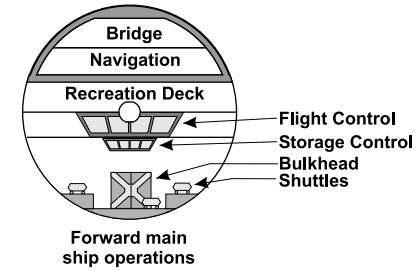 Bridge
Navigation
Recreation Deck
Flight Control
Storage Control
Bulkhead
Shuttles
Forward main
ship operations